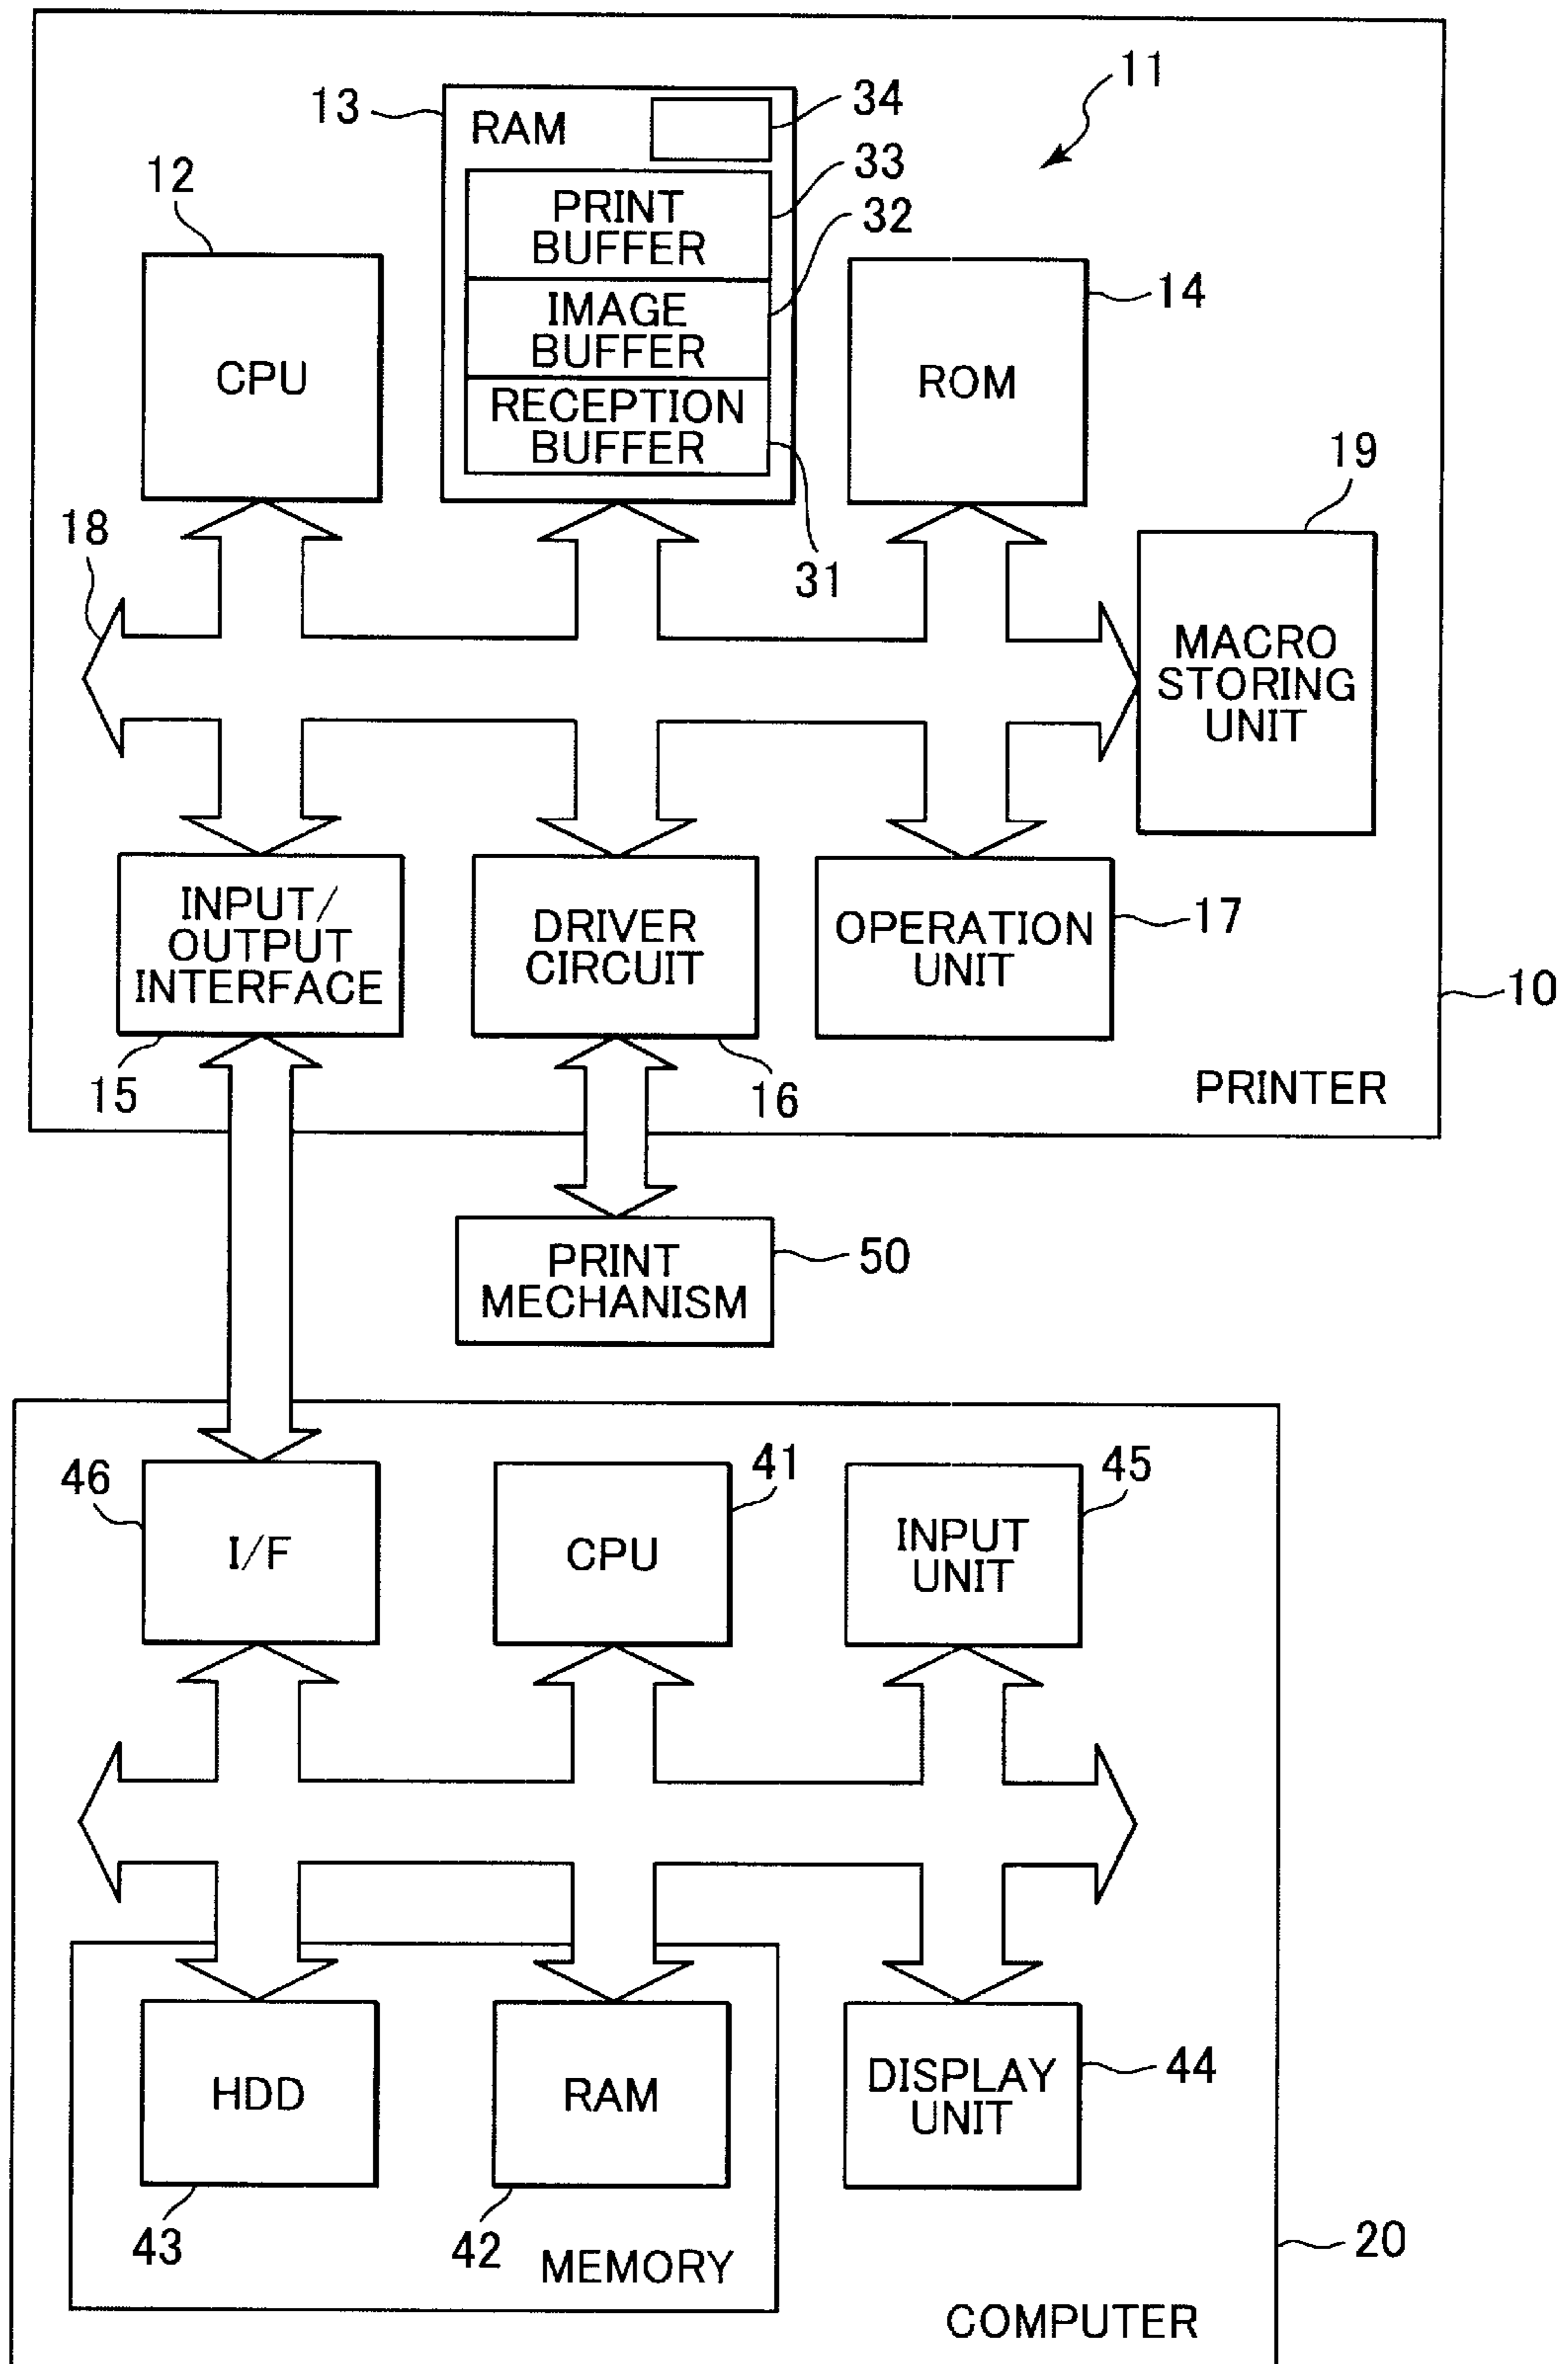 11
13
RAM
34
33
12
PRINT
BUFFER
32
IMAGE
BUFFER
14
CPU
ROM
RECEPTION
BUFFER
19
18
31
MACRO
STORING
UNIT
INPUT/
OUTPUT
INTERFACE
DRIVER
CIRCUIT
OPERATION
UNIT
17
10
15
16
PRINTER
PRINT
MECHANISM
50
46
I/F
41
CPU
45
INPUT
UNIT
HDD
RAM
DISPLAY
UNIT
44
43
42
MEMORY
20
COMPUTER